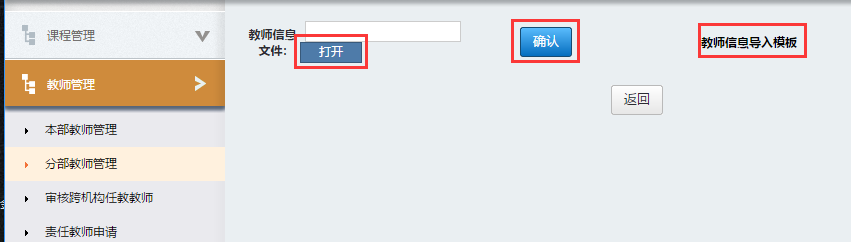 课程管理
教师管理
本部教师管理
分部教师管理
审核跨机构任教教师
责任教师申请
教师信息
文件：
打开
确认
教师信息导入模板
返回